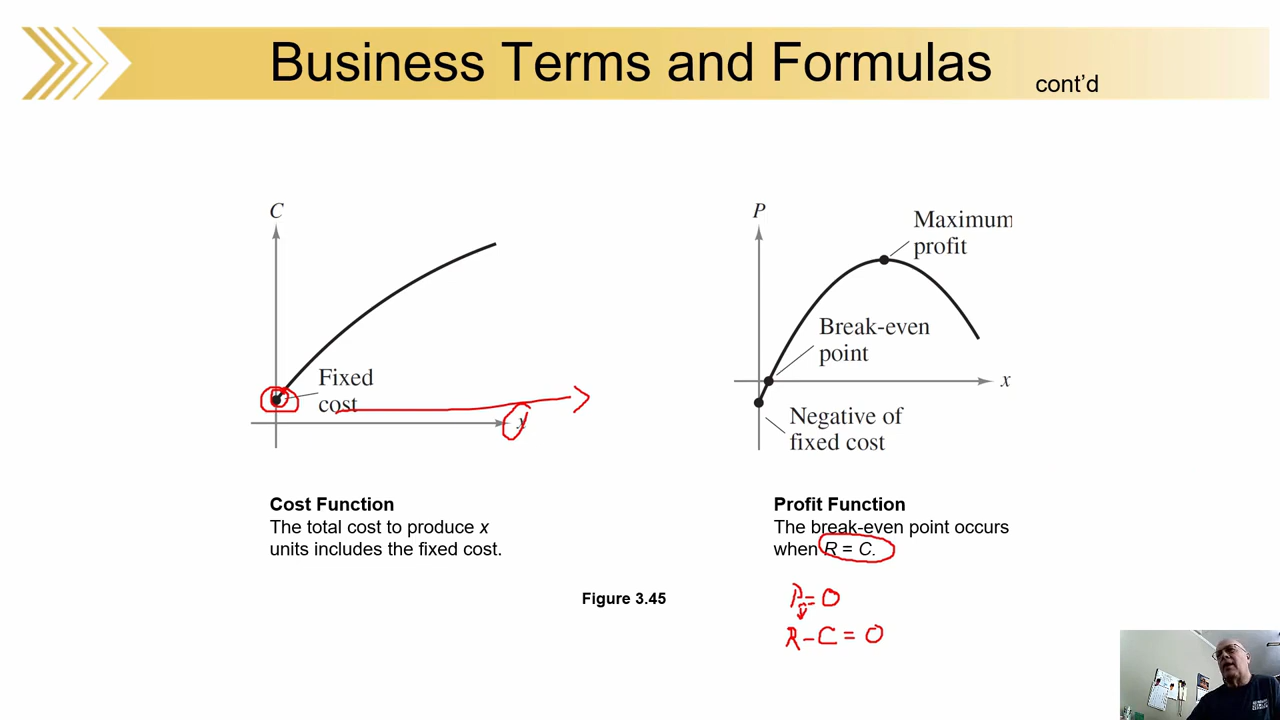 Business Terms and Formulas cont'd
C
Fixed
cost
x
P
Maximum
profit
Break-even
point
x
Negative of
fixed cost
Cost Function
The total cost to produce x
units includes the fixed cost.
Profit Function
The break-even point occurs
when R = C.
Figure 3.45
P = 0
R - C = 0